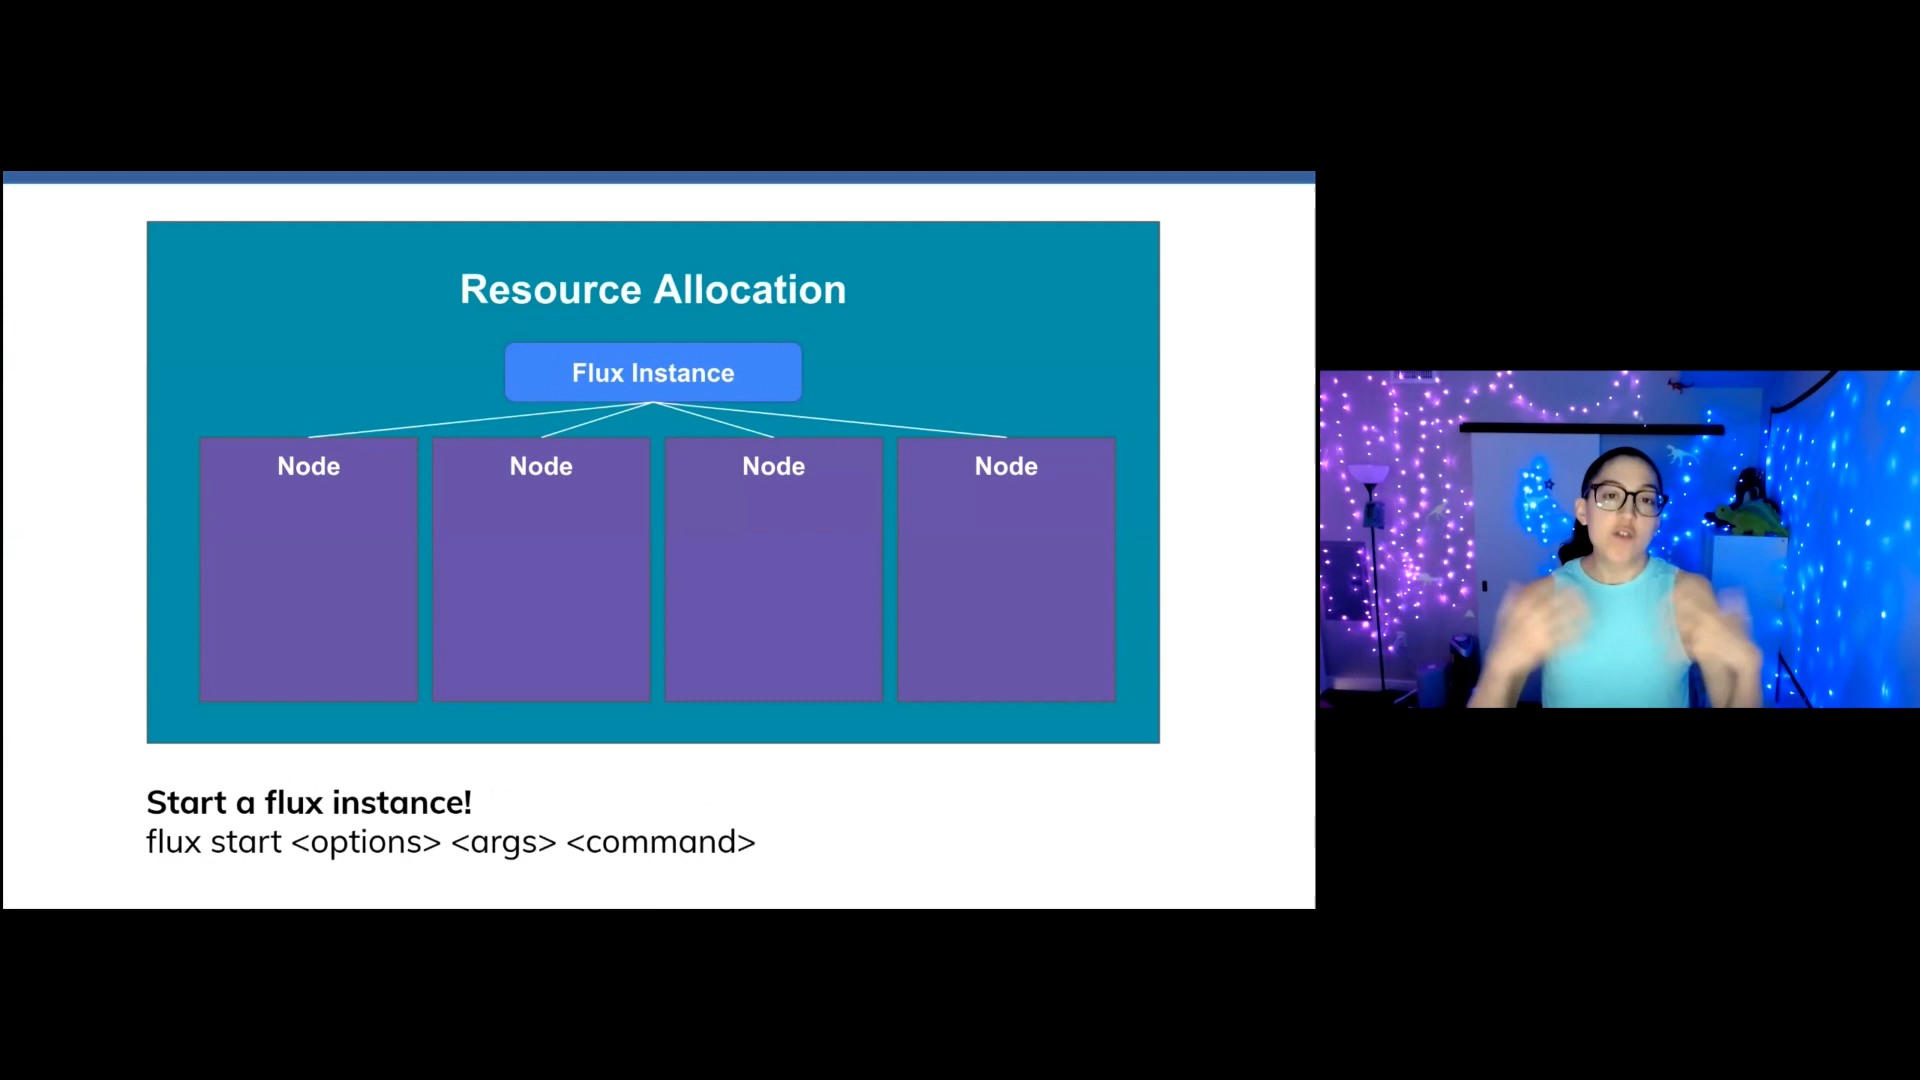 Resource Allocation
Flux Instance
Node Node Node Node
Start a flux instance!
flux start <options> <args> <command>